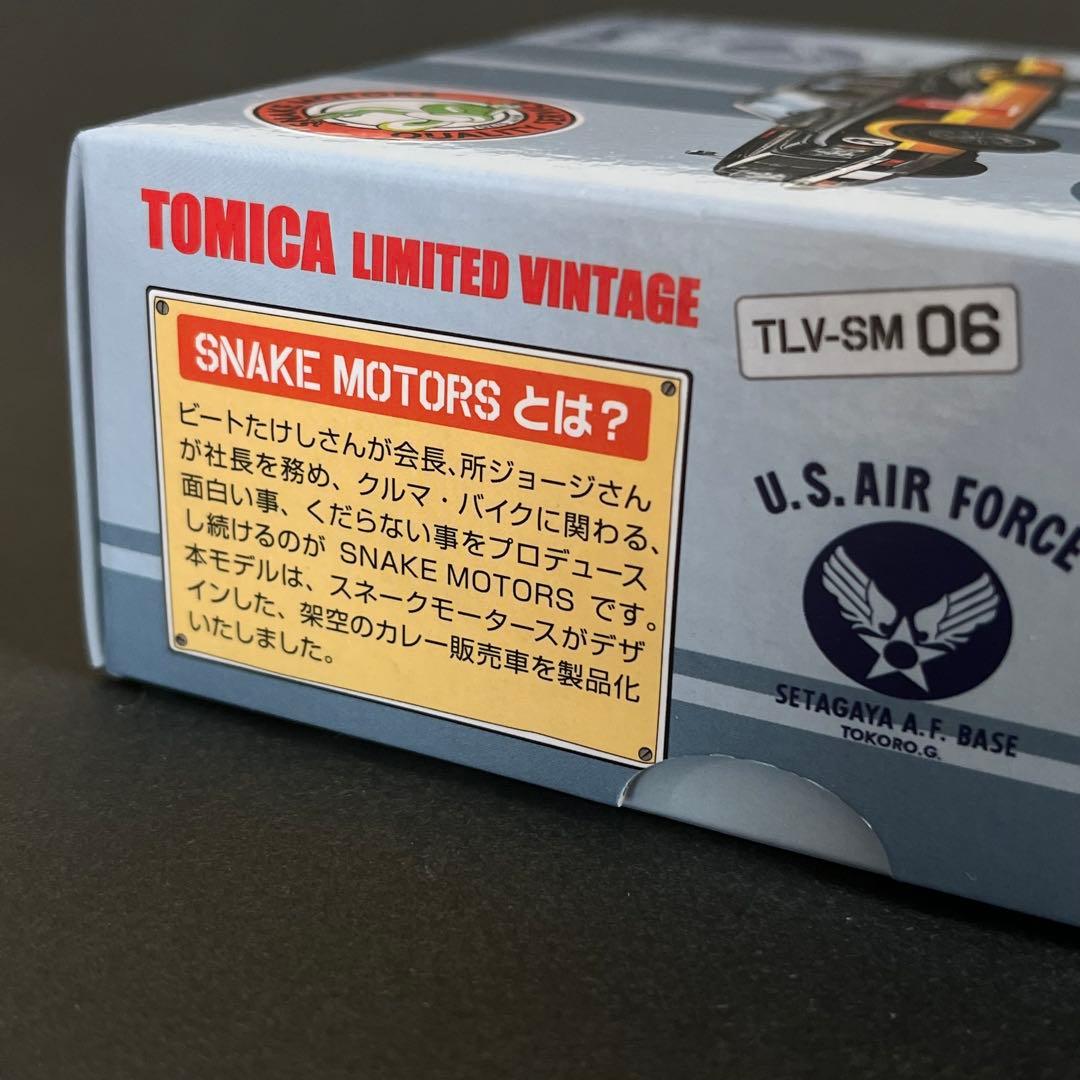 QUALITY
TOMICA LIMITED VINTAGE
TLV-SM 06
SNAKE MOTORS とは?
ビートたけしさんが会長、所ジョージさん
が社長を務め、クルマ・バイクに関わる、
面白い事、くだらない事をプロデュース
し続けるのが SNAKE MOTORS です。
本モデルは、スネークモータースがデザ
インした、架空のカレー販売車を製品化
いたしました。
U.S. AIR FORCE
SETAGAYA A.F. BASE
TOKORO.G.